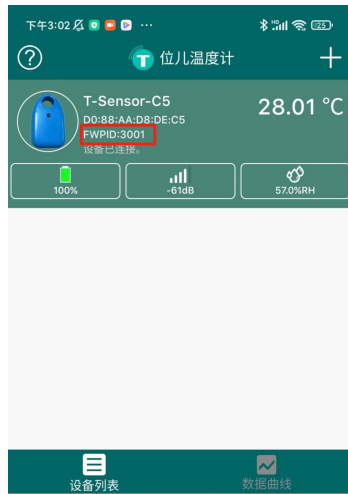 下午3:02
25
位儿温度计
T-Sensor-C5
28.01 °C
D0:88:AA:D8:DE:C5
FWPID:3001
设备已连接。
100%
-61dB
57.0%RH
设备列表
数据曲线